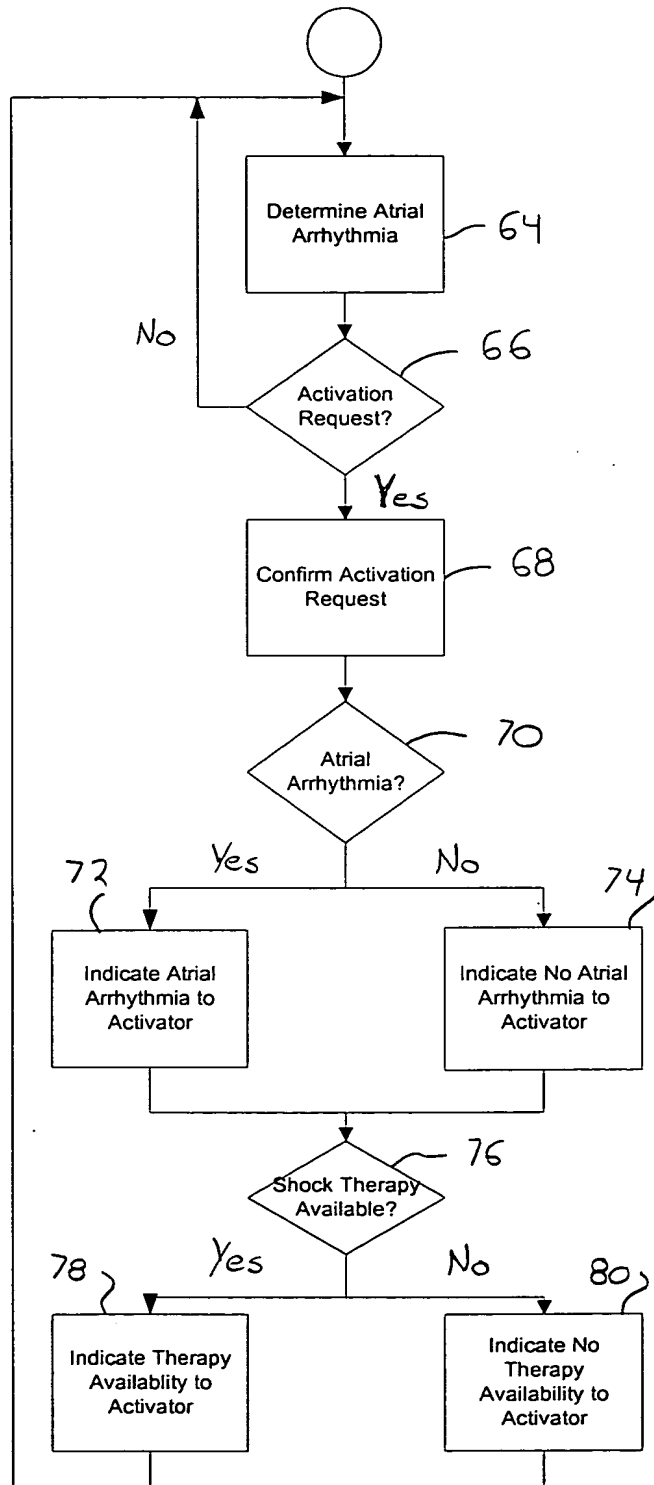 Determine Atrial
Arrhythmia
64
No
66
Activation
Request?
Yes
Confirm Activation
Request
68
70
Atrial
Arrhythmia?
Yes
No
72
74
Indicate Atrial
Arrhythmia to
Activator
Indicate No Atrial
Arrhythmia to
Activator
76
Shock Therapy
Available?
Yes
No
78
80
Indicate Therapy
Availablity to
Activator
Indicate No
Therapy
Availability to
Activator